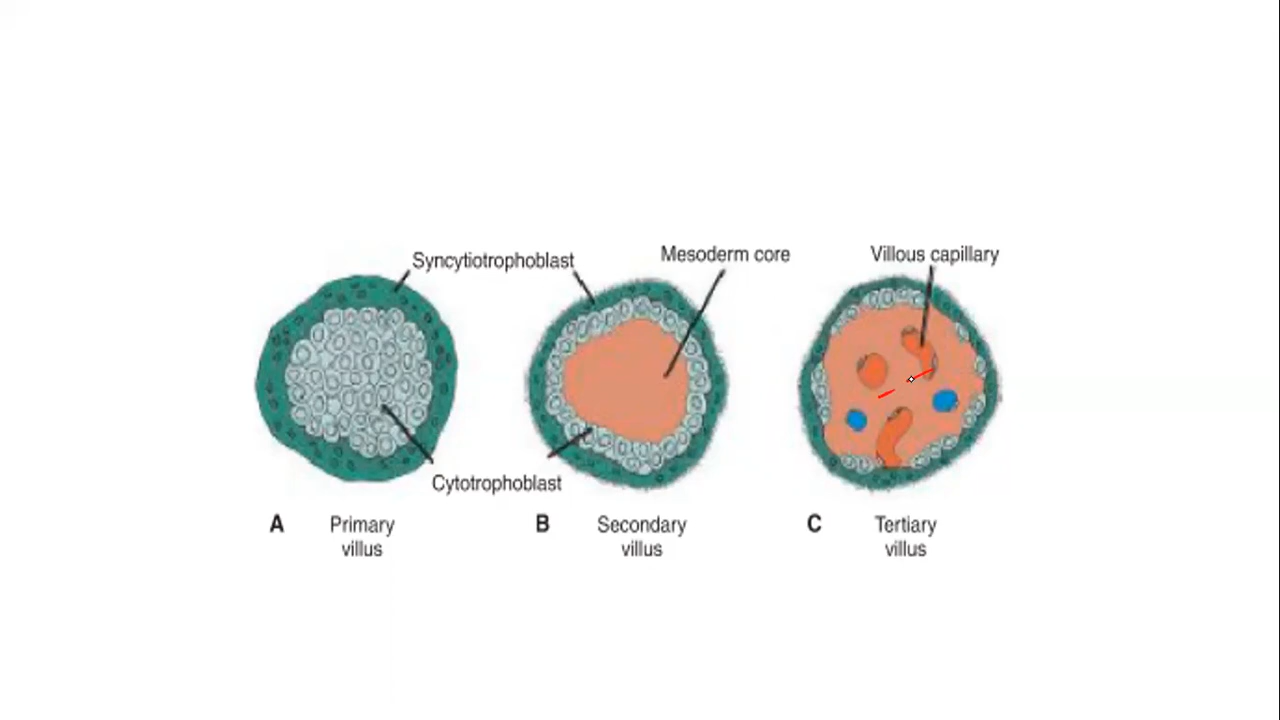 Syncytiotrophoblast
Mesoderm core
Villous capillary
Cytotrophoblast
A Primary villus
B Secondary villus
C Tertiary villus